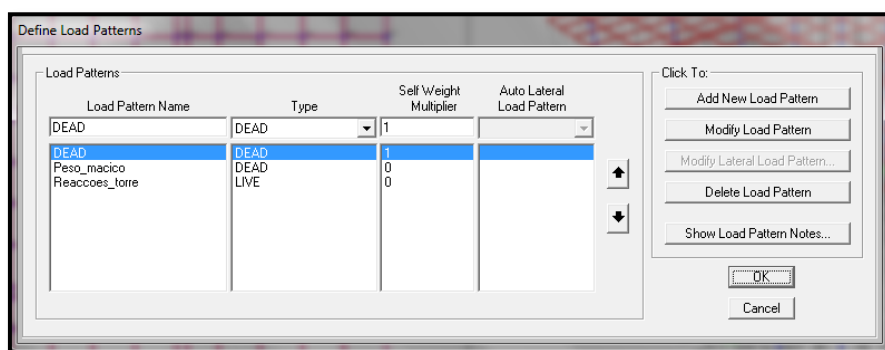 Define Load Patterns
Load Patterns
Load Pattern Name Type Self Weight Multiplier Auto Lateral Load Pattern
DEAD DEAD 1
DEAD DEAD 1
Peso_macico DEAD 0
Reaccoes_torre LIVE 0
Click To:
Add New Load Pattern
Modify Load Pattern
Modify Lateral Load Pattern...
Delete Load Pattern
Show Load Pattern Notes...
OK
Cancel